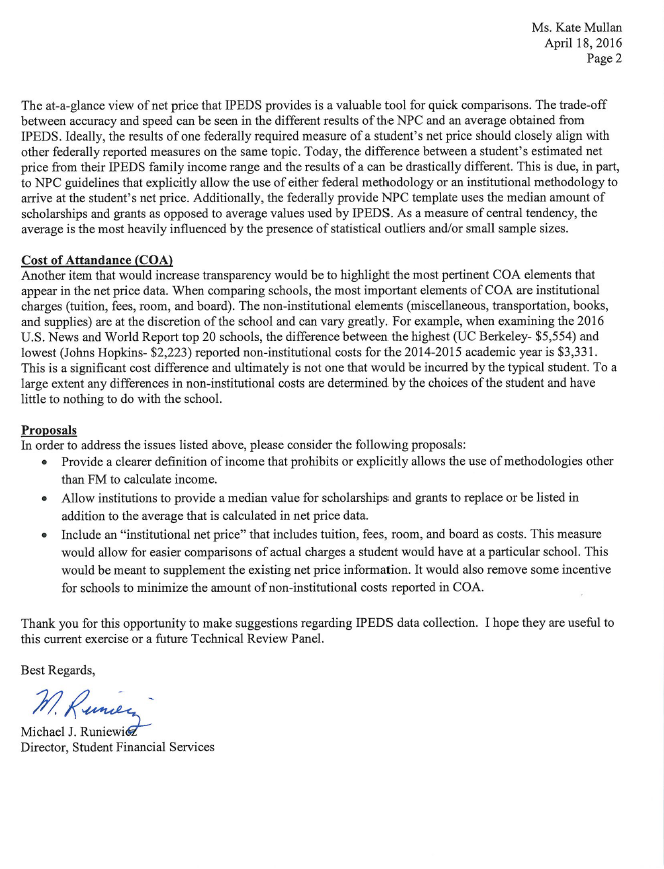 Ms. Kate Mullan
April 18, 2016
Page 2
The at-a-glance view of net price that IPEDS provides is a valuable tool for quick comparisons. The trade-off
between accuracy and speed can be seen in the different results of the NPC and an average obtained from
IPEDS. Ideally, the results of one federally required measure of a student's net price should closely align with
other federally reported measures on the same topic. Today, the difference between a student's estimated net
price from their IPEDS family income range and the results of a can be drastically different. This is due, in part,
to NPC guidelines that explicitly allow the use of either federal methodology or an institutional methodology to
arrive at the student's net price. Additionally, the federally provide NPC template uses the median amount of
scholarships and grants as opposed to average values used by IPEDS. As a measure of central tendency, the
average is the most heavily influenced by the presence of statistical outliers and/or small sample sizes.
Cost of Attendance (COA)
Another item that would increase transparency would be to highlight the most pertinent COA elements that
appear in the net price data. When comparing schools, the most important elements of COA are institutional
charges (tuition, fees, room, and board). The non-institutional elements (miscellaneous, transportation, books,
and supplies) are at the discretion of the school and can vary greatly. For example, when examining the 2016
U.S. News and World Report top 20 schools, the difference between the highest (UC Berkeley- $5,554) and
lowest (Johns Hopkins- $2,223) reported non-institutional costs for the 2014-2015 academic year is $3,331.
This is a significant cost difference and ultimately is not one that would be incurred by the typical student. To a
large extent any differences in non-institutional costs are determined by the choices of the student and have
little to nothing to do with the school.
Proposals
In order to address the issues listed above, please consider the following proposals:
• Provide a clearer definition of income that prohibits or explicitly allows the use of methodologies other
than FM to calculate income.
• Allow institutions to provide a median value for scholarships and grants to replace or be listed in
addition to the average that is calculated in net price data.
• Include an "institutional net price" that includes tuition, fees, room, and board as costs. This measure
would allow for easier comparisons of actual charges a student would have at a particular school. This
would be meant to supplement the existing net price information. It would also remove some incentive
for schools to minimize the amount of non-institutional costs reported in COA.
Thank you for this opportunity to make suggestions regarding IPEDS data collection. I hope they are useful to
this current exercise or a future Technical Review Panel.
Best Regards,
Michael J. Runiewicz
Director, Student Financial Services